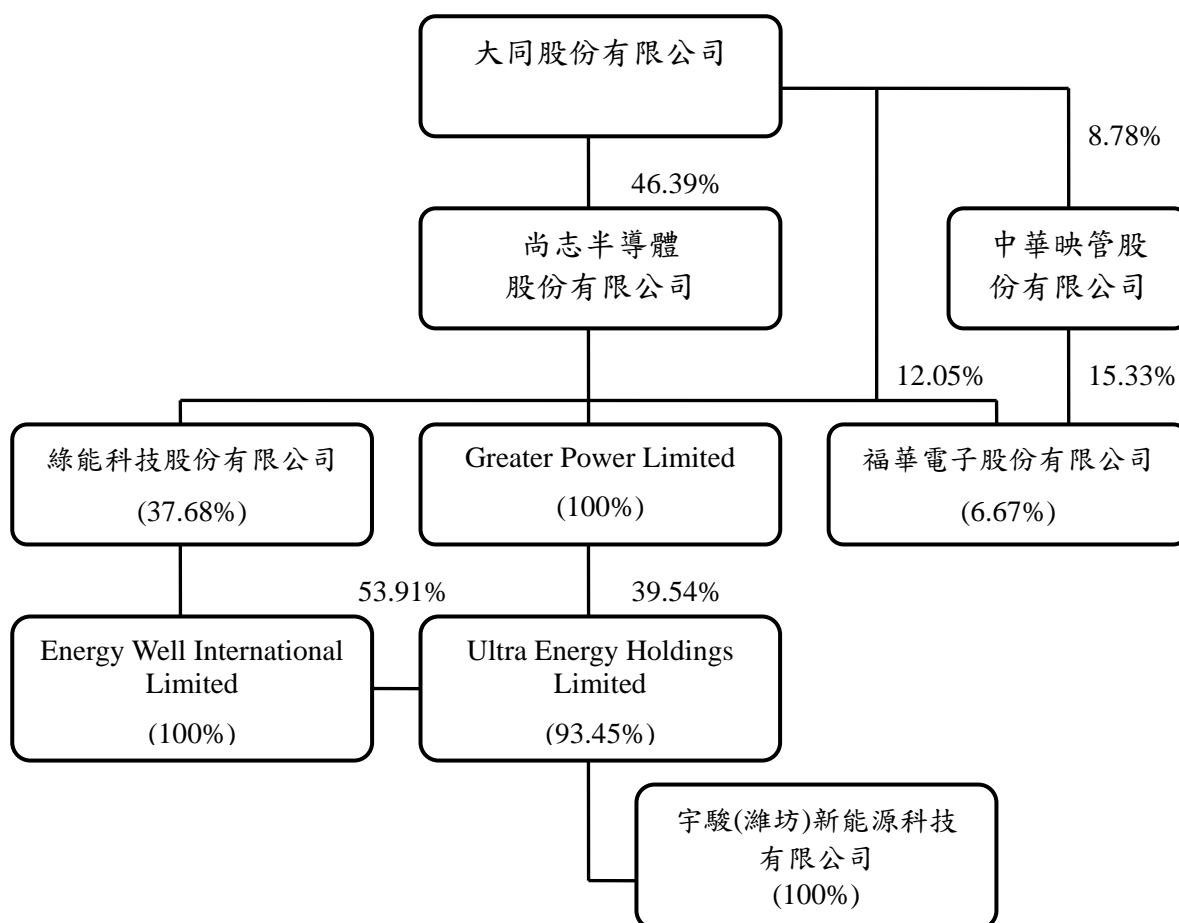 大同股份有限公司
8.78%
46.39%
尚志半導體
股份有限公司
中華映管股
份有限公司
12.05%
15.33%
綠能科技股份有限公司
(37.68%)
Greater Power Limited
(100%)
福華電子股份有限公司
(6.67%)
53.91%
39.54%
Energy Well International
Limited
(100%)
Ultra Energy Holdings
Limited
(93.45%)
宇駿(濰坊)新能源科技
有限公司
(100%)